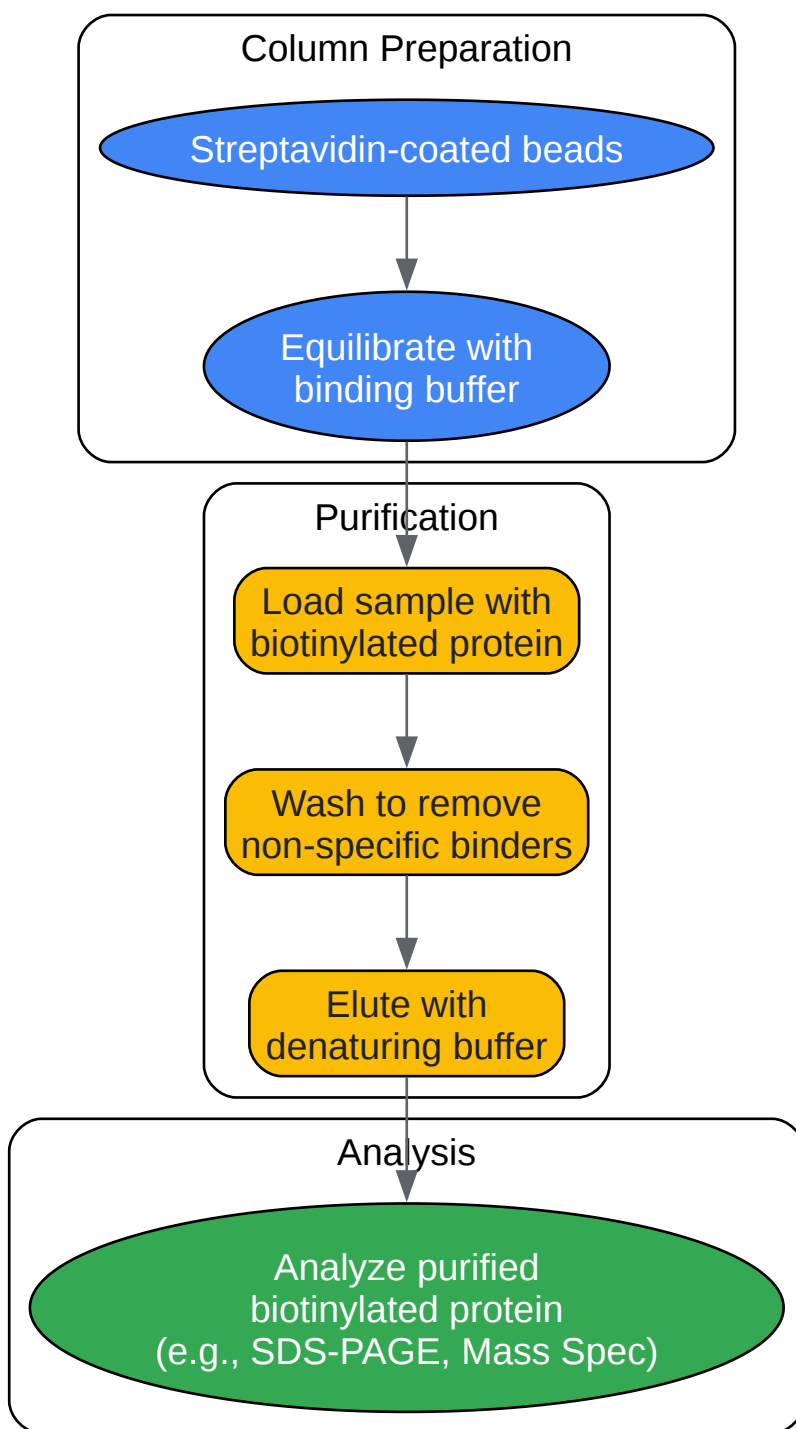 Column Preparation
Streptavidin-coated beads
Equilibrate with
binding buffer
Purification
Load sample with
biotinylated protein
Wash to remove
non-specific binders
Elute with
denaturing buffer
Analysis
Analyze purified
biotinylated protein
(e.g., SDS-PAGE, Mass Spec)